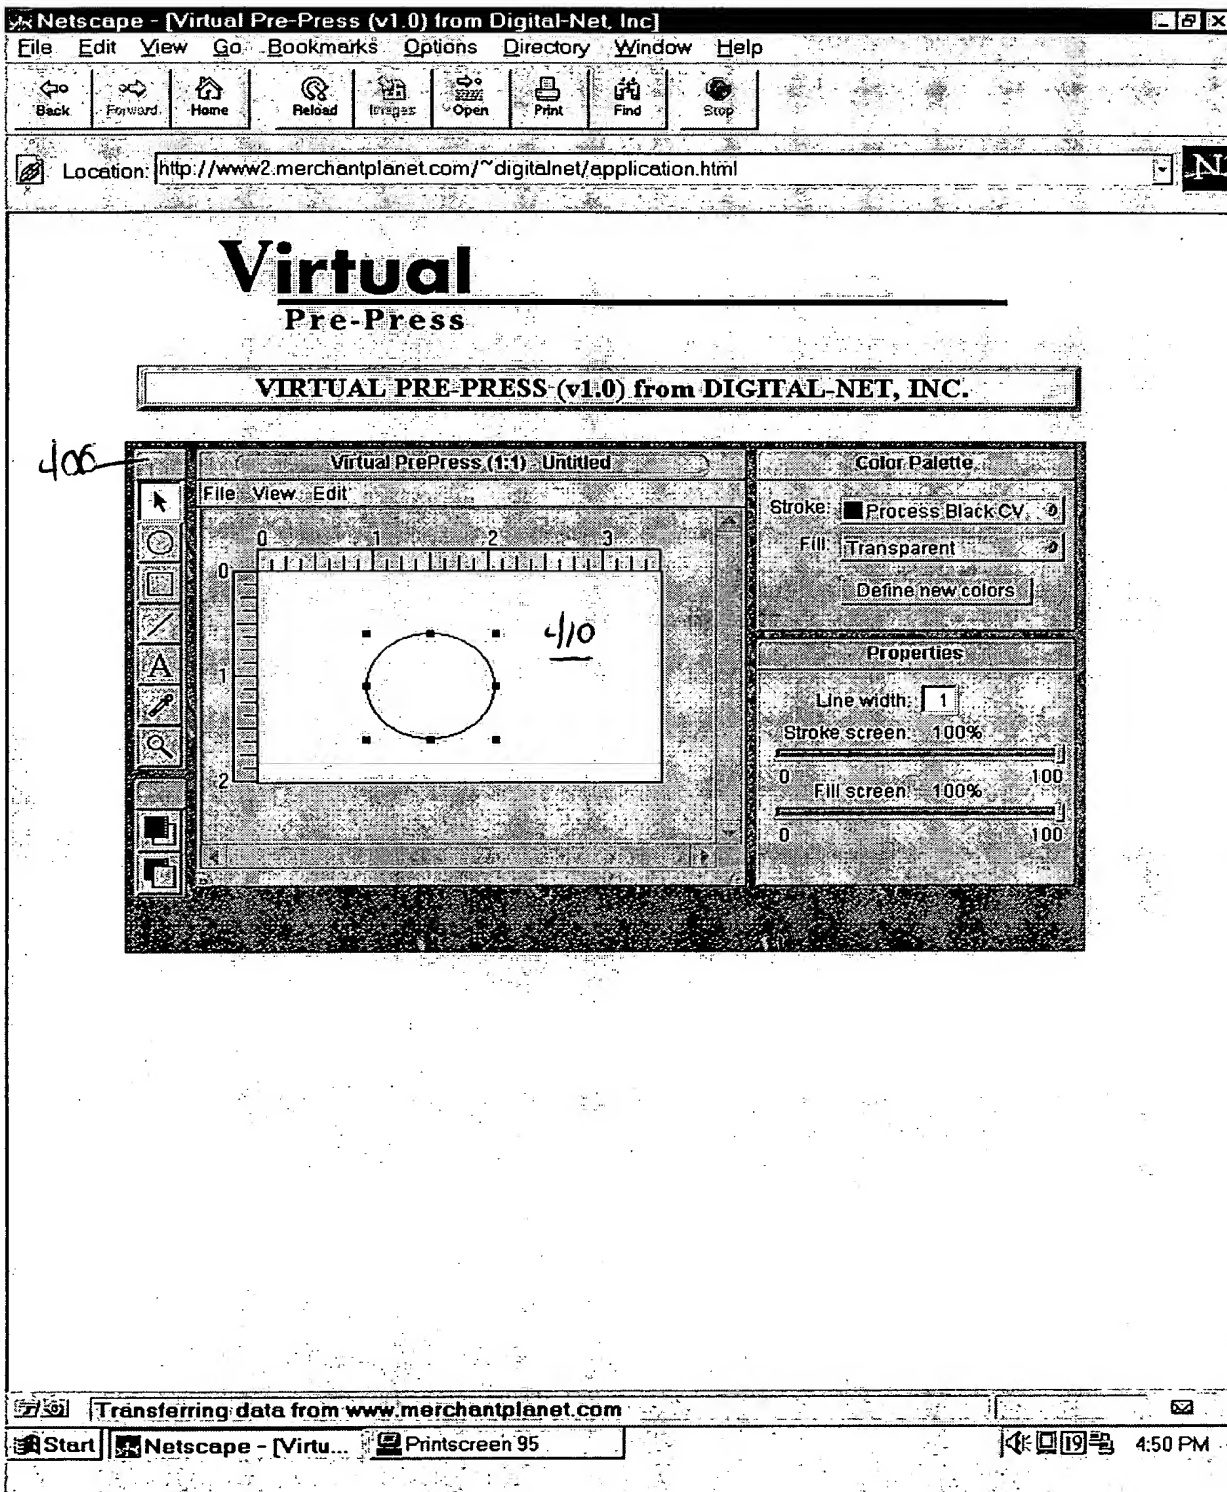 Netscape - [Virtual Pre-Press (v1.0) from Digital-Net, Inc]
File Edit View Go Bookmarks Options Directory Window Help
Back Forward Home Reload Images Open Print Find Stop
Location: http://www2.merchantplanet.com/~digitalnet/application.html
N
Virtual
Pre-Press
VIRTUAL PRE-PRESS (v1.0) from DIGITAL-NET, INC.
400
Virtual PrePress (1:1) - Untitled
File View Edit
0 1 2 3
0
1
2
410
A
Color Palette
Stroke: Process Black CV
Fill: Transparent
Define new colors
Properties
Line width: 1
Stroke screen: 100%
0 100
Fill screen: 100%
0 100
Transferring data from www.merchantplanet.com
Start Netscape - [Virtu... Printscreen 95 19 4:50 PM